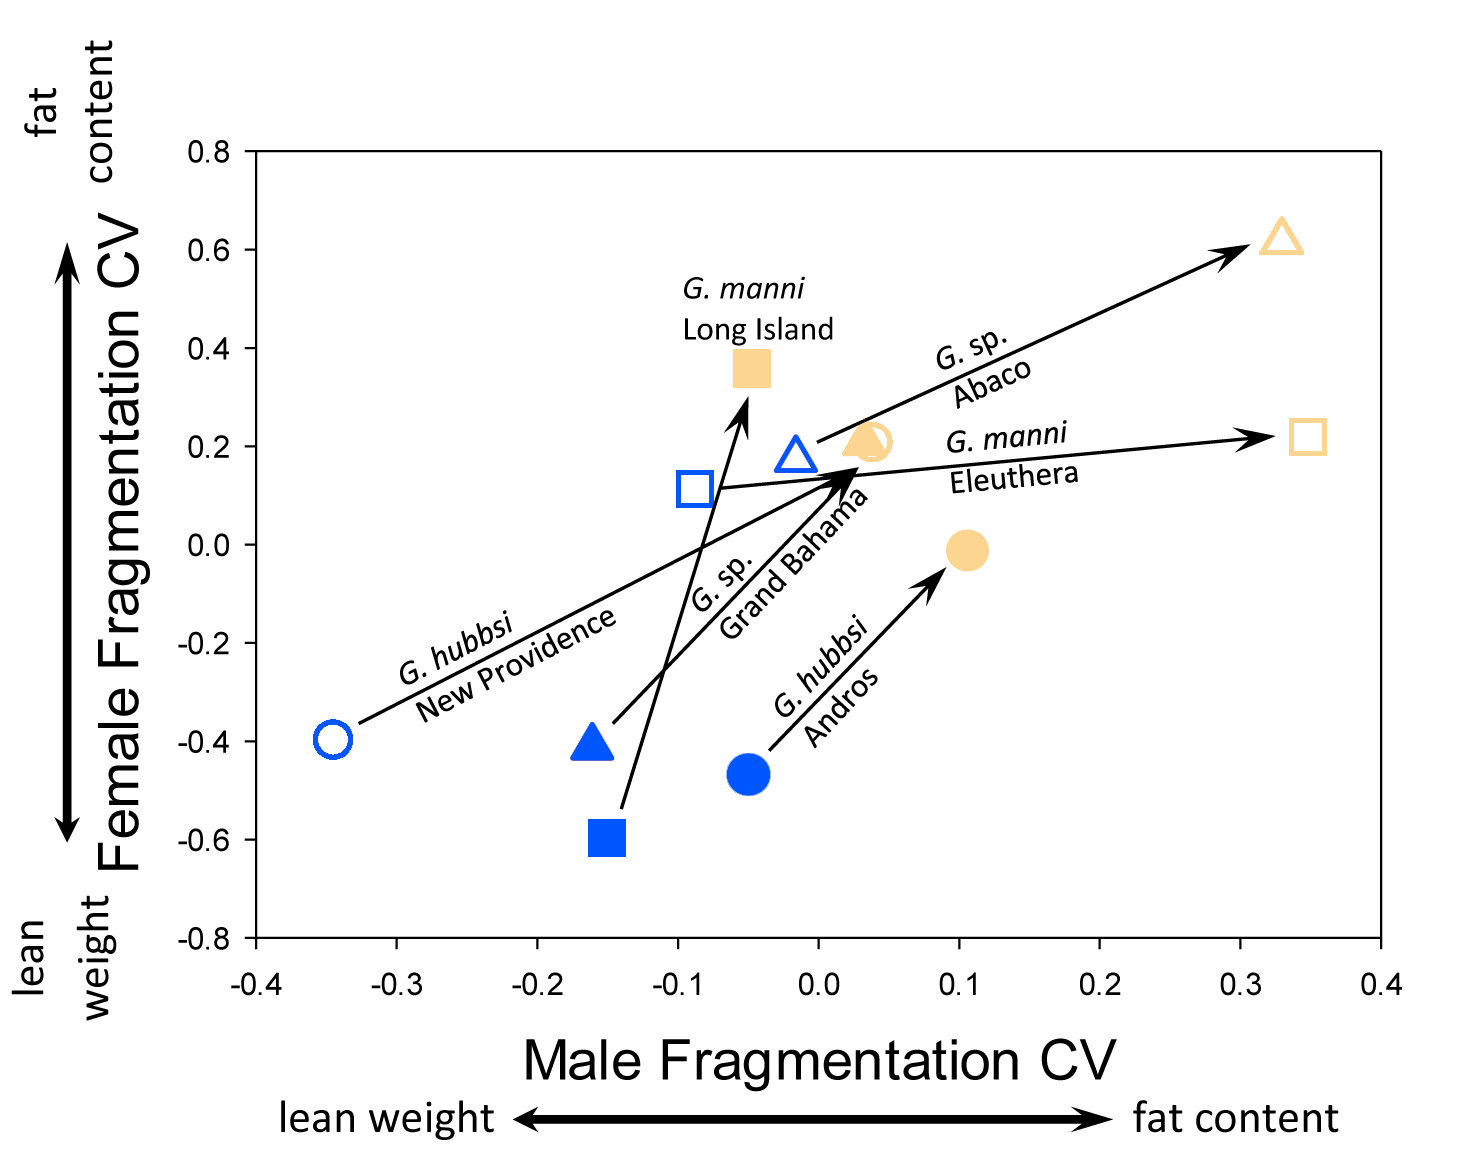 fat
content
Female Fragmentation CV
lean
weight
0.8
0.6
0.4
0.2
0.0
-0.2
-0.4
-0.6
-0.8
G. manni
Long Island
G. sp.
Abaco
G. manni
Eleuthera
G. sp.
Grand Bahama
G. hubbsi
New Providence
G. hubbsi
Andros
-0.4 -0.3 -0.2 -0.1 0.0 0.1 0.2 0.3 0.4
Male Fragmentation CV
lean weight fat content